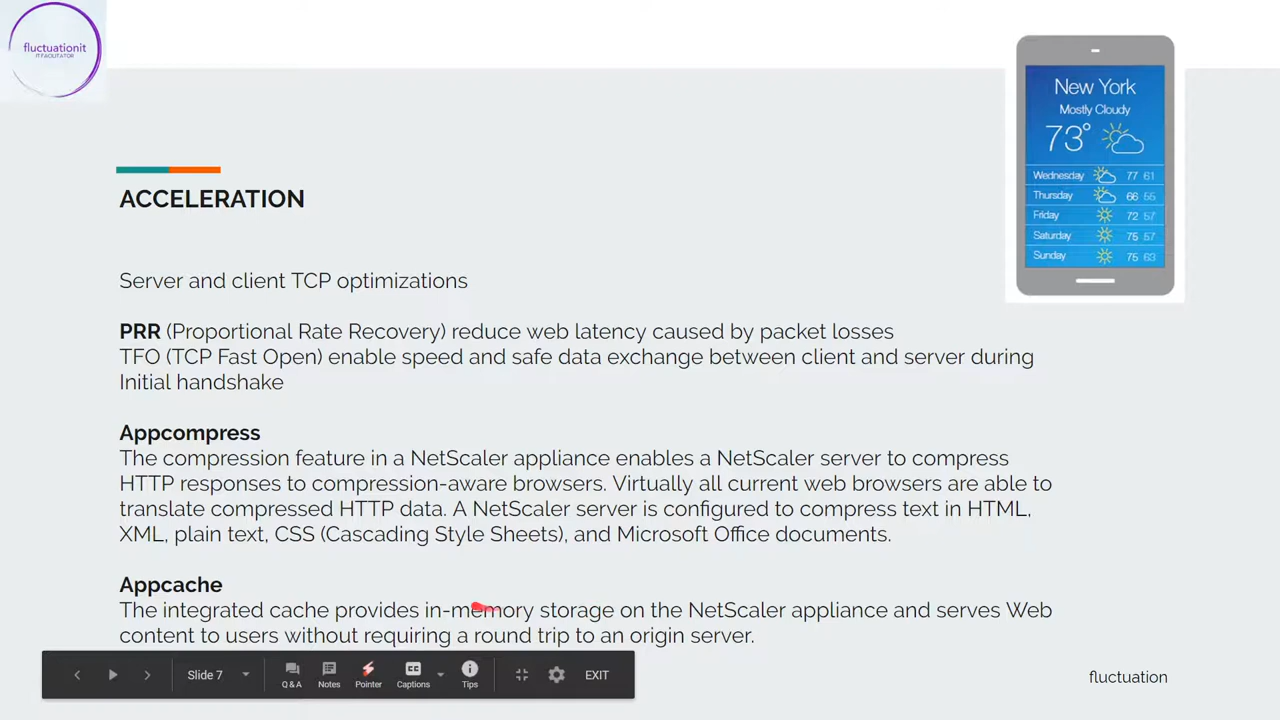 fluctuationit
IT FACILITATOR
New York
Mostly Cloudy
73°
Wednesday 77 61
Thursday 66 55
Friday 72 57
Saturday 75 57
Sunday 75 63
ACCELERATION
Server and client TCP optimizations
PRR (Proportional Rate Recovery) reduce web latency caused by packet losses
TFO (TCP Fast Open) enable speed and safe data exchange between client and server during
Initial handshake
Appcompress
The compression feature in a NetScaler appliance enables a NetScaler server to compress
HTTP responses to compression-aware browsers. Virtually all current web browsers are able to
translate compressed HTTP data. A NetScaler server is configured to compress text in HTML,
XML, plain text, CSS (Cascading Style Sheets), and Microsoft Office documents.
Appcache
The integrated cache provides in-memory storage on the NetScaler appliance and serves Web
content to users without requiring a round trip to an origin server.
Slide 7
Q & A
Notes
Pointer
CC
Captions
Tips
EXIT
fluctuation